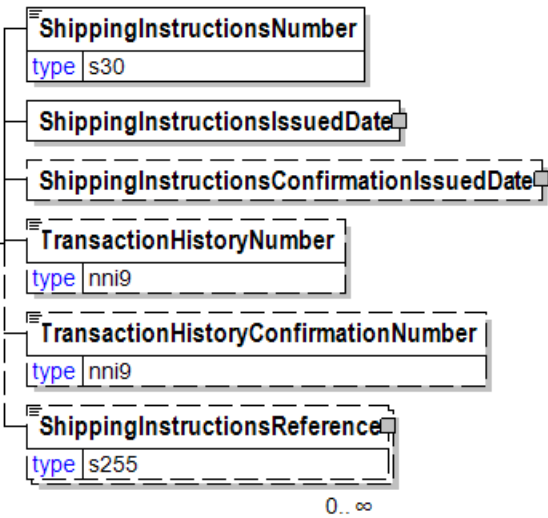 ShippingInstructionsNumber
type s30
ShippingInstructionsIssuedDate
ShippingInstructionsConfirmationIssuedDate
TransactionHistoryNumber
type nni9
TransactionHistoryConfirmationNumber
type nni9
ShippingInstructionsReference
type s255
0.. ∞